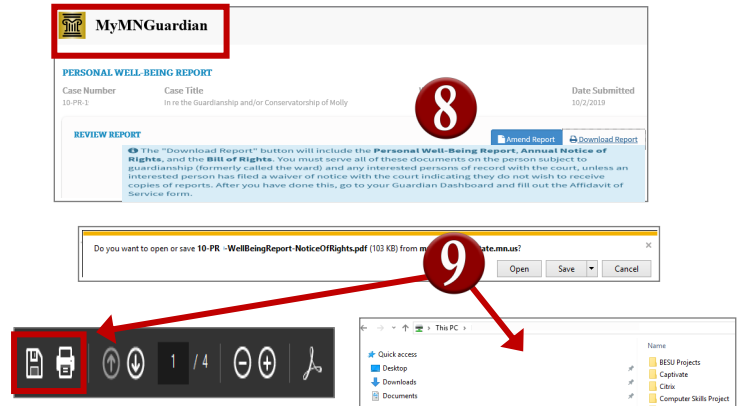 MyMNGuardian
PERSONAL WELL-BEING REPORT
Case Number Case Title Date Submitted
10-PR-1 In re the Guardianship and/or Conservatorship of Molly 10/2/2019
8
REVIEW REPORT
Amend Report Download Report
The "Download Report" button will include the Personal Well-Being Report, Annual Notice of
Rights, and the Bill of Rights. You must serve all of these documents on the person subject to
guardianship (formerly called the ward) and any interested persons of record with the court, unless an
interested person has filed a waiver of notice with the court indicating they do not wish to receive
copies of reports. After you have done this, go to your Guardian Dashboard and fill out the Affidavit of
Service form.
Do you want to open or save 10-PR -WellBeingReport-NoticeOfRights.pdf (103 KB) from ate.mn.us?
9
Open Save Cancel
1 / 4
This PC
Name
Quick access
Desktop
Downloads
Documents
BESU Projects
Captivate
Citrix
Computer Skills Project